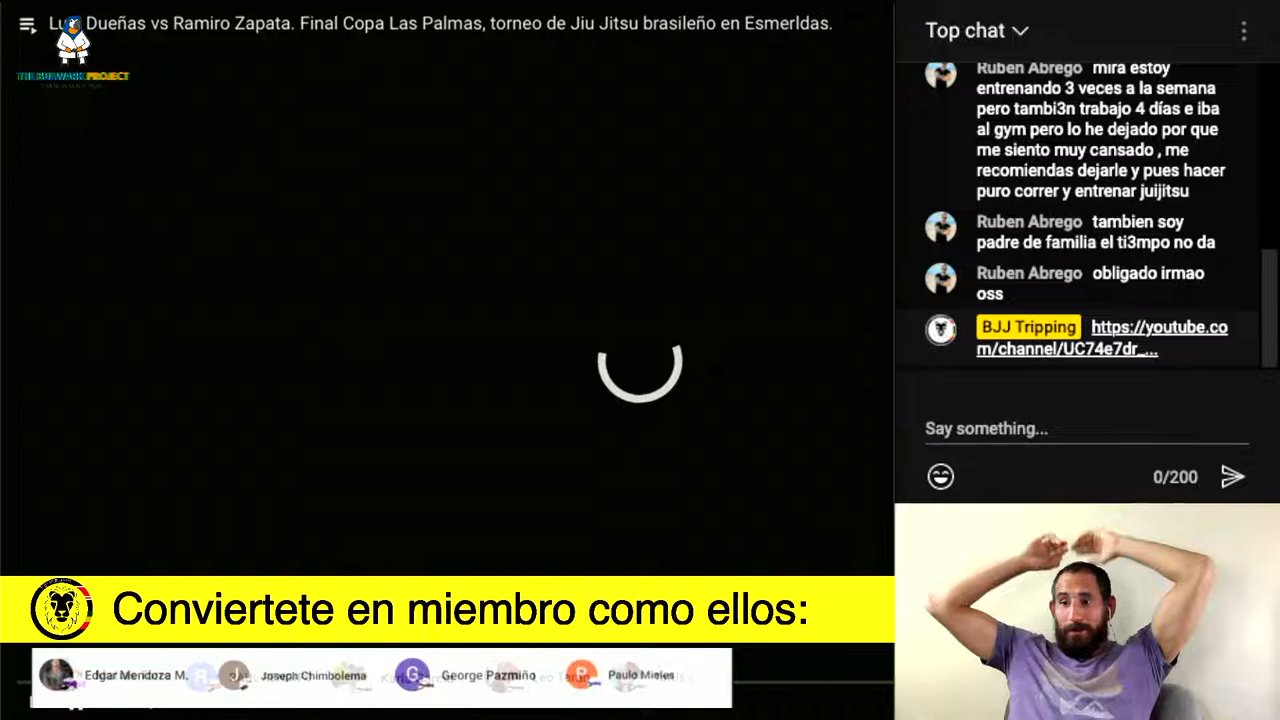 Luis Dueñas vs Ramiro Zapata. Final Copa Las Palmas, torneo de Jiu Jitsu brasileño en Esmerldas.
THE BULWARK PROJECT
Top chat
Ruben Abrego mira estoy
entrenando 3 veces a la semana
pero tambi3n trabajo 4 días e iba
al gym pero lo he dejado por que
me siento muy cansado , me
recomiendas dejarle y pues hacer
puro correr y entrenar juijitsu
Ruben Abrego tambien soy
padre de familia el ti3mpo no da
Ruben Abrego obligado irmao
oss
BJJ Tripping https://youtube.co
m/channel/UC74e7dr_...
Say something...
0/200
Conviertete en miembro como ellos:
Edgar Mendoza M. J Joseph Chimbolema G George Pazmiño P Paulo Mieles